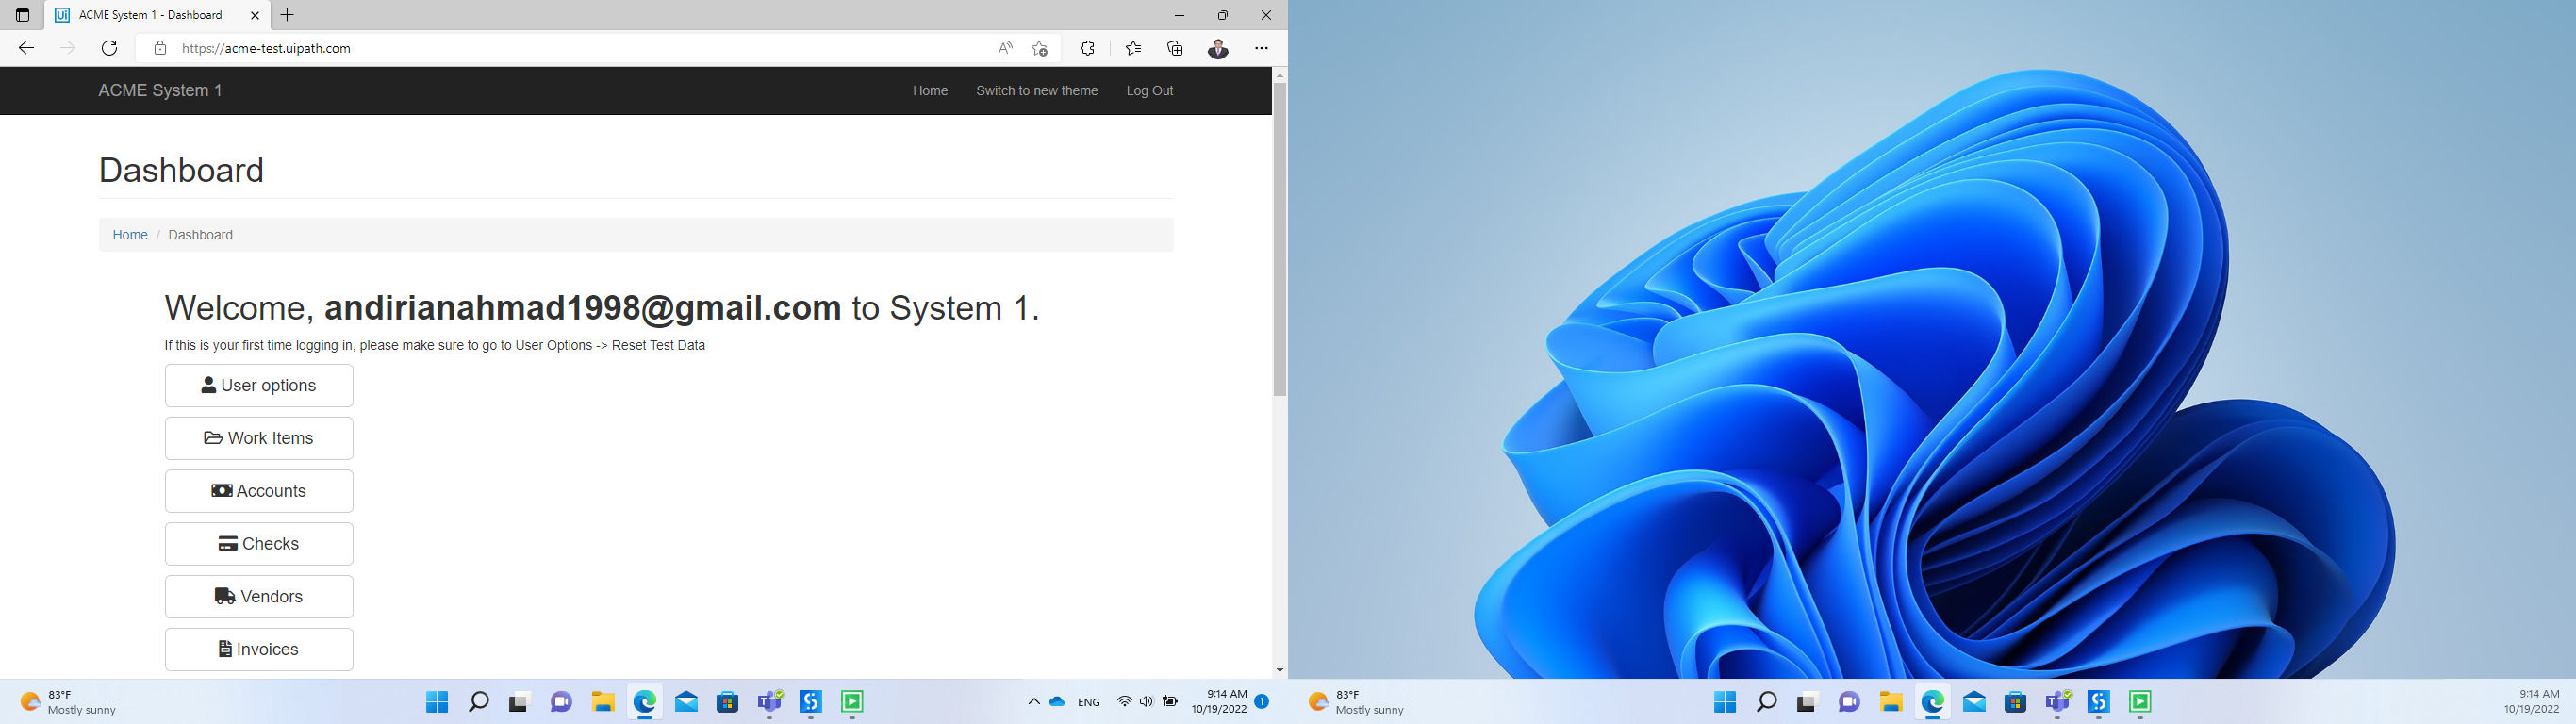 ACME System 1 - Dashboard
https://acme-test.uipath.com
ACME System 1
Home
Switch to new theme
Log Out
Dashboard
Home / Dashboard
Welcome, andirianahmad1998@gmail.com to System 1.
If this is your first time logging in, please make sure to go to User Options -> Reset Test Data
User options
Work Items
Accounts
Checks
Vendors
Invoices
83°F
Mostly sunny
ENG
9:14 AM
10/19/2022
1
83°F
Mostly sunny
9:14 AM
10/19/2022